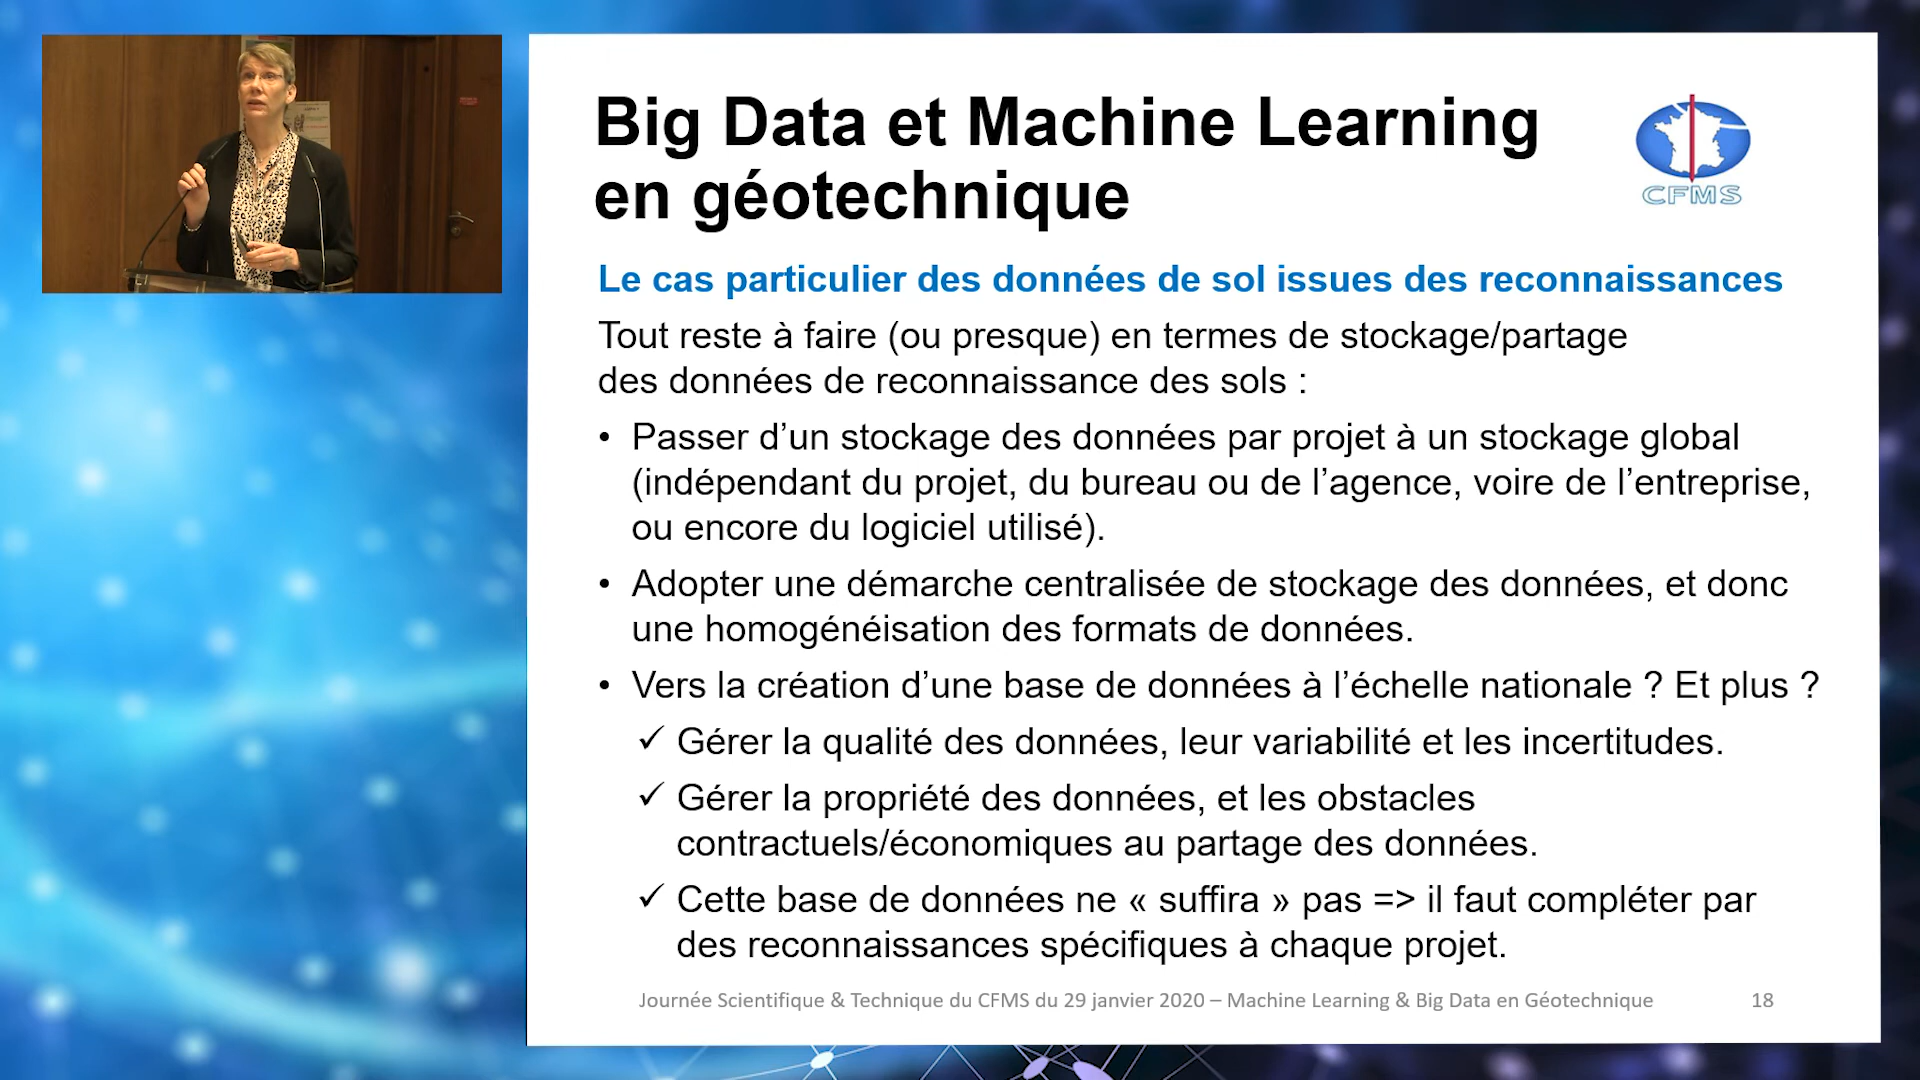 Big Data et Machine Learning
en géotechnique
CFMS
Le cas particulier des données de sol issues des reconnaissances
Tout reste à faire (ou presque) en termes de stockage/partage
des données de reconnaissance des sols :
• Passer d’un stockage des données par projet à un stockage global
(indépendant du projet, du bureau ou de l’agence, voire de l’entreprise,
ou encore du logiciel utilisé).
• Adopter une démarche centralisée de stockage des données, et donc
une homogénéisation des formats de données.
• Vers la création d’une base de données à l’échelle nationale ? Et plus ?
✓ Gérer la qualité des données, leur variabilité et les incertitudes.
✓ Gérer la propriété des données, et les obstacles
contractuels/économiques au partage des données.
✓ Cette base de données ne « suffira » pas => il faut compléter par
des reconnaissances spécifiques à chaque projet.
Journée Scientifique & Technique du CFMS du 29 janvier 2020 – Machine Learning & Big Data en Géotechnique 18